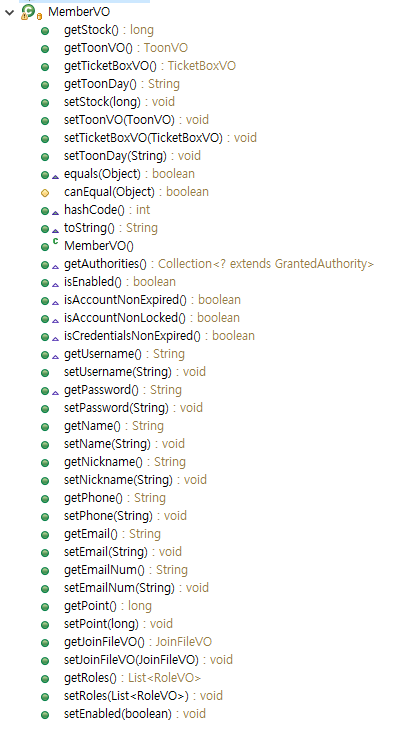 MemberVO
getStock() : long
getToonVO() : ToonVO
getTicketBoxVO() : TicketBoxVO
getToonDay() : String
setStock(long) : void
setToonVO(ToonVO) : void
setTicketBoxVO(TicketBoxVO) : void
setToonDay(String) : void
equals(Object) : boolean
canEqual(Object) : boolean
hashCode() : int
toString() : String
MemberVO()
getAuthorities() : Collection<? extends GrantedAuthority>
isEnabled() : boolean
isAccountNonExpired() : boolean
isAccountNonLocked() : boolean
isCredentialsNonExpired() : boolean
getUsername() : String
setUsername(String) : void
getPassword() : String
setPassword(String) : void
getName() : String
setName(String) : void
getNickname() : String
setNickname(String) : void
getPhone() : String
setPhone(String) : void
getEmail() : String
setEmail(String) : void
getEmailNum() : String
setEmailNum(String) : void
getPoint() : long
setPoint(long) : void
getJoinFileVO() : JoinFileVO
setJoinFileVO(JoinFileVO) : void
getRoles() : List<RoleVO>
setRoles(List<RoleVO>) : void
setEnabled(boolean) : void